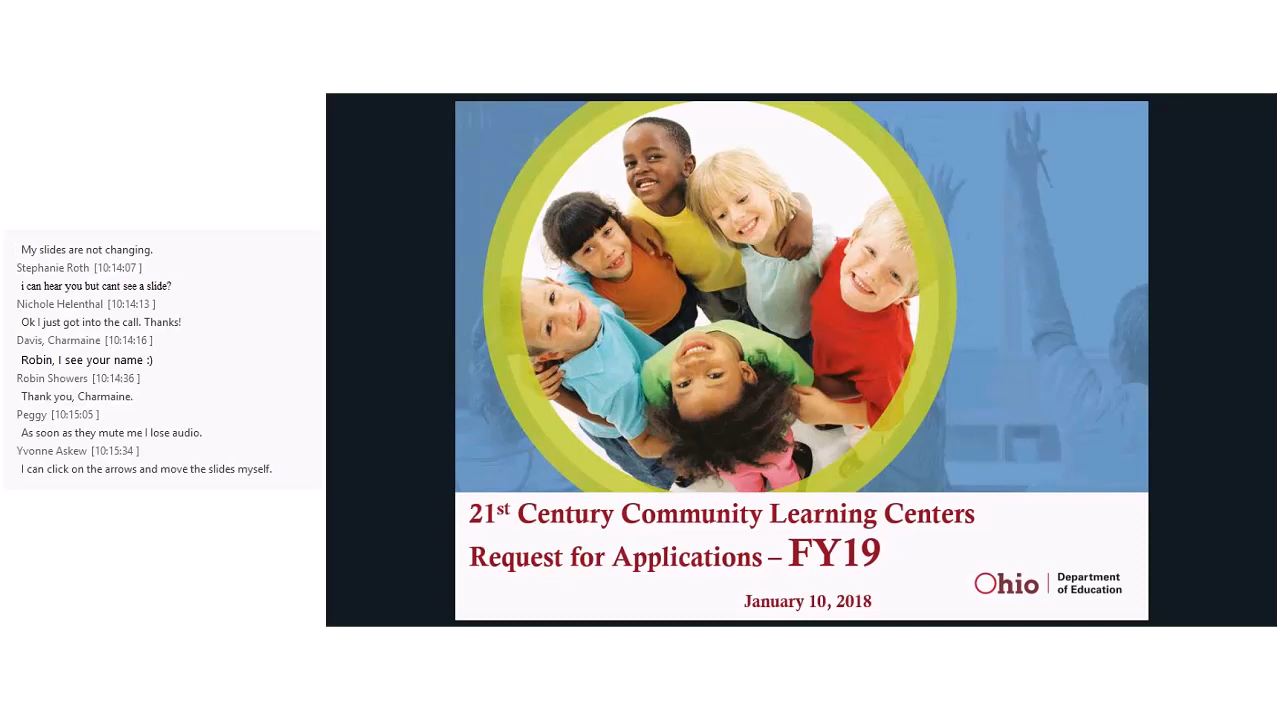 My slides are not changing.
Stephanie Roth [10:14:07 ]
i can hear you but cant see a slide?
Nichole Helenthal [10:14:13 ]
Ok I just got into the call. Thanks!
Davis, Charmaine [10:14:16 ]
Robin, I see your name :)
Robin Showers [10:14:36 ]
Thank you, Charmaine.
Peggy [10:15:05 ]
As soon as they mute me I lose audio.
Yvonne Askew [10:15:34 ]
I can click on the arrows and move the slides myself.
21st Century Community Learning Centers
Request for Applications – FY19
January 10, 2018
Ohio | Department
of Education